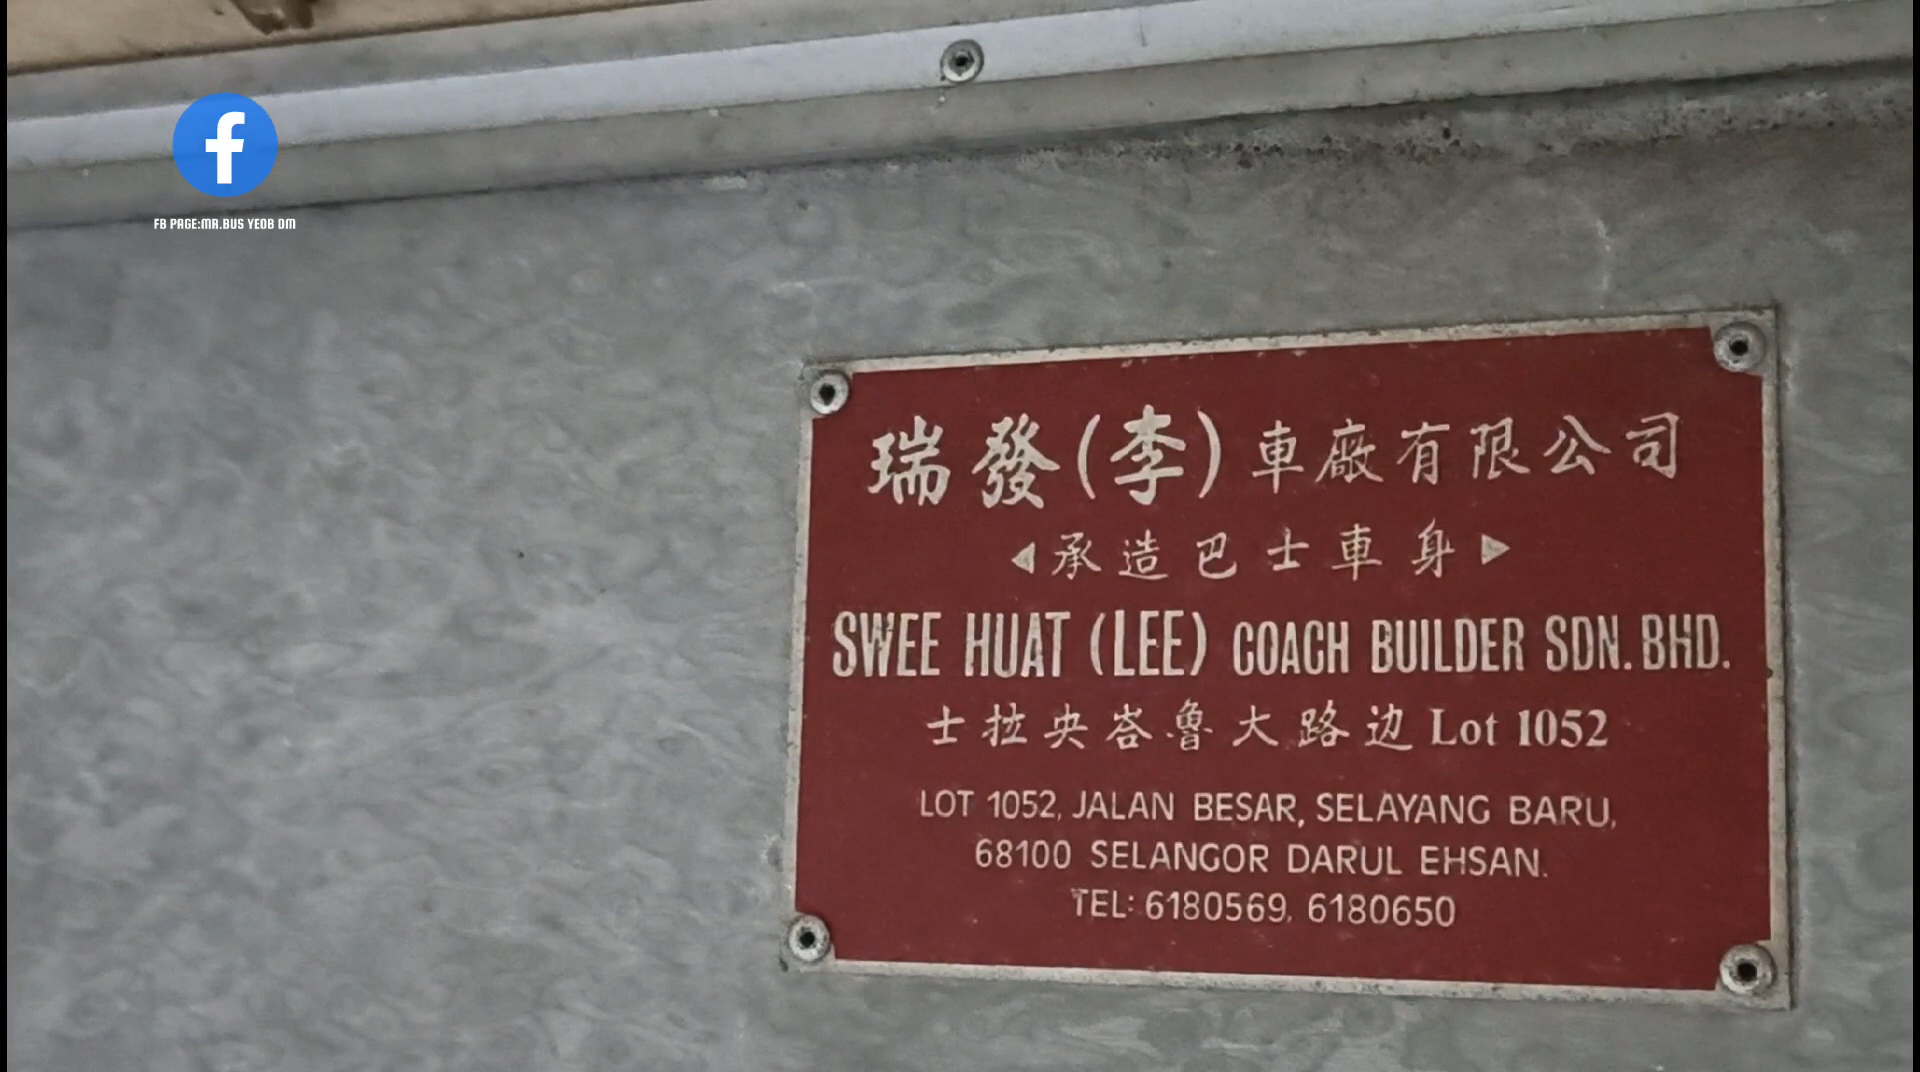 FB PAGE:MR.BUS YEOB DM
瑞發(李)車廠有限公司
◀承造巴士車身▶
SWEE HUAT (LEE) COACH BUILDER SDN. BHD.
士拉央峇魯大路边 Lot 1052
LOT 1052, JALAN BESAR, SELAYANG BARU,
68100 SELANGOR DARUL EHSAN.
TEL: 6180569, 6180650